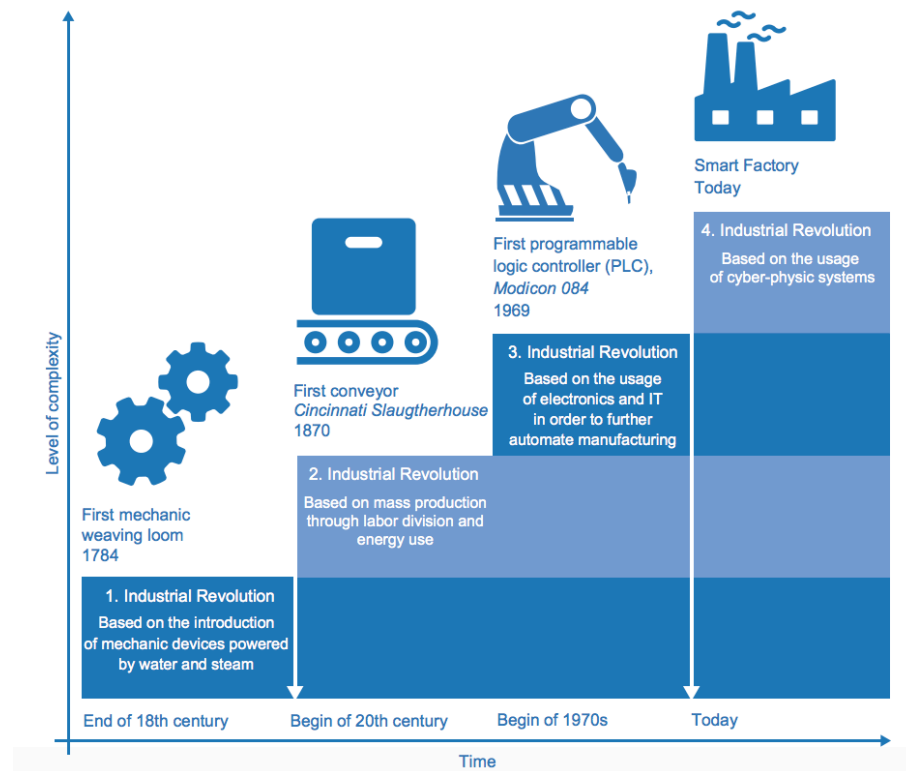 Level of complexity
First mechanic
weaving loom
1784
1. Industrial Revolution
Based on the introduction
of mechanic devices powered
by water and steam
End of 18th century
First conveyor
Cincinnati Slaugtherhouse
1870
2. Industrial Revolution
Based on mass production
through labor division and
energy use
Begin of 20th century
First programmable
logic controller (PLC),
Modicon 084
1969
3. Industrial Revolution
Based on the usage
of electronics and IT
in order to further
automate manufacturing
Begin of 1970s
Smart Factory
Today
4. Industrial Revolution
Based on the usage
of cyber-physic systems
Today
Time